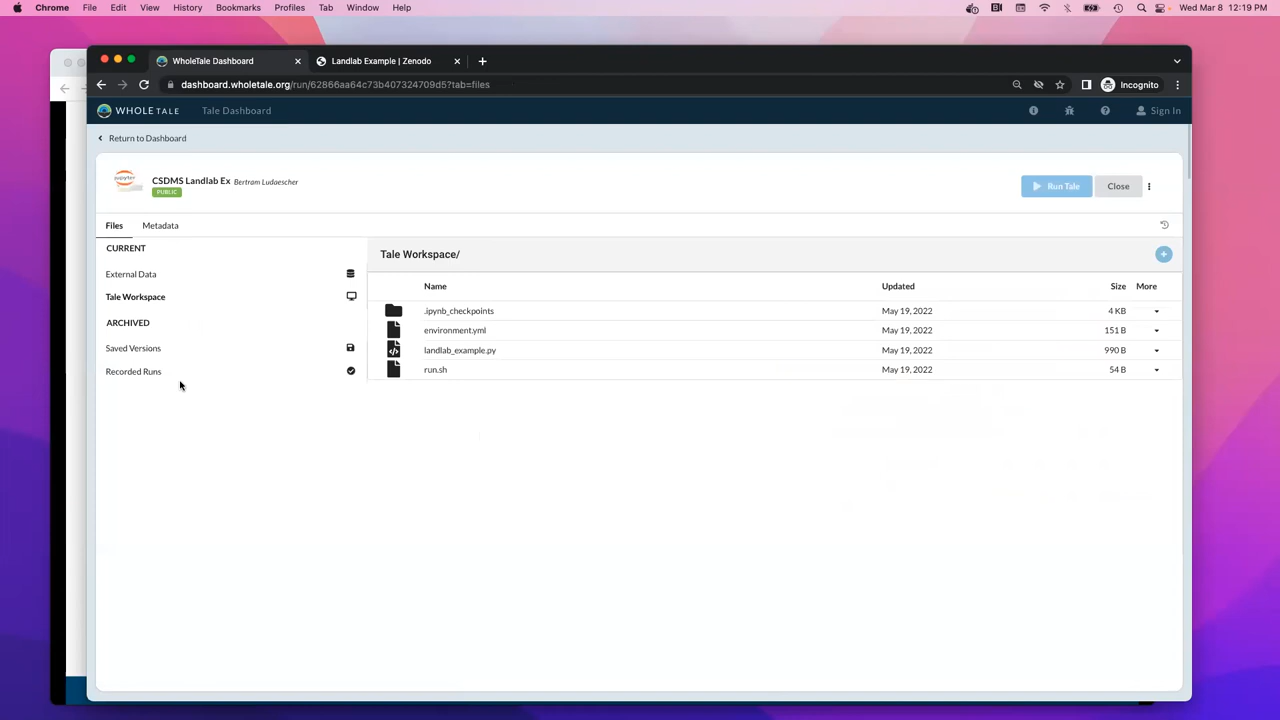 Chrome File Edit View History Bookmarks Profiles Tab Window Help Wed Mar 8 12:19 PM
WholeTale Dashboard Landlab Example | Zenodo
dashboard.wholetale.org/run/62866aa64c73b407324709d5?tab=files Incognito
WHOLE TALE Tale Dashboard Sign In
Return to Dashboard
jupyter
CSDMS Landlab Ex Bertram Ludaescher Run Tale Close
PUBLIC
Files Metadata
CURRENT
External Data
Tale Workspace
ARCHIVED
Saved Versions
Recorded Runs
Tale Workspace/
Name Updated Size More
.ipynb_checkpoints May 19, 2022 4 KB
environment.yml May 19, 2022 151 B
landlab_example.py May 19, 2022 990 B
run.sh May 19, 2022 54 B